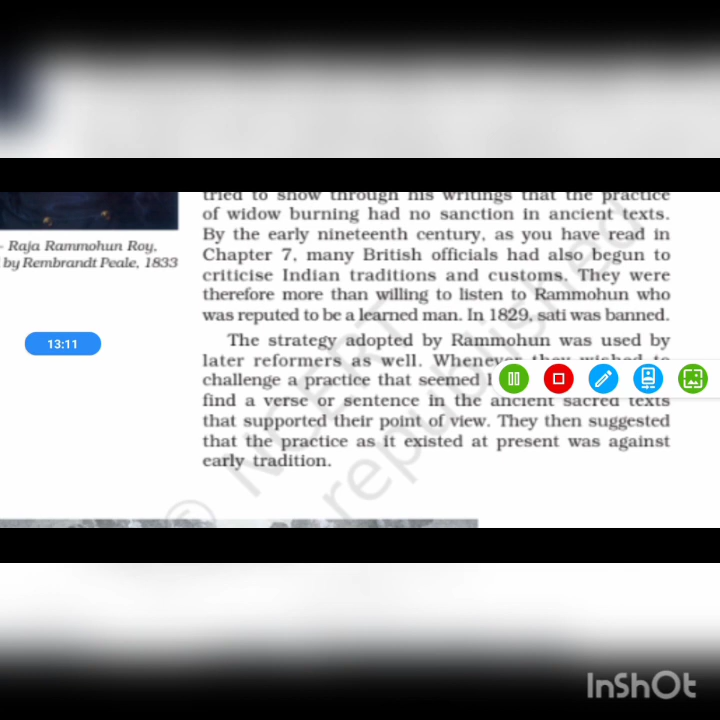 tried to show through his writings that the practice
of widow burning had no sanction in ancient texts.
By the early nineteenth century, as you have read in
- Raja Rammohun Roy,
Chapter 7, many British officials had also begun to
by Rembrandt Peale, 1833
criticise Indian traditions and customs. They were
therefore more than willing to listen to Rammohun who
was reputed to be a learned man. In 1829, sati was banned.
13:11
The strategy adopted by Rammohun was used by
later reformers as well. Whenever they wished to
challenge a practice that seemed
find a verse or sentence in the ancient sacred texts
that supported their point of view. They then suggested
that the practice as it existed at present was against
early tradition.
© NCERT
republished
InShOt